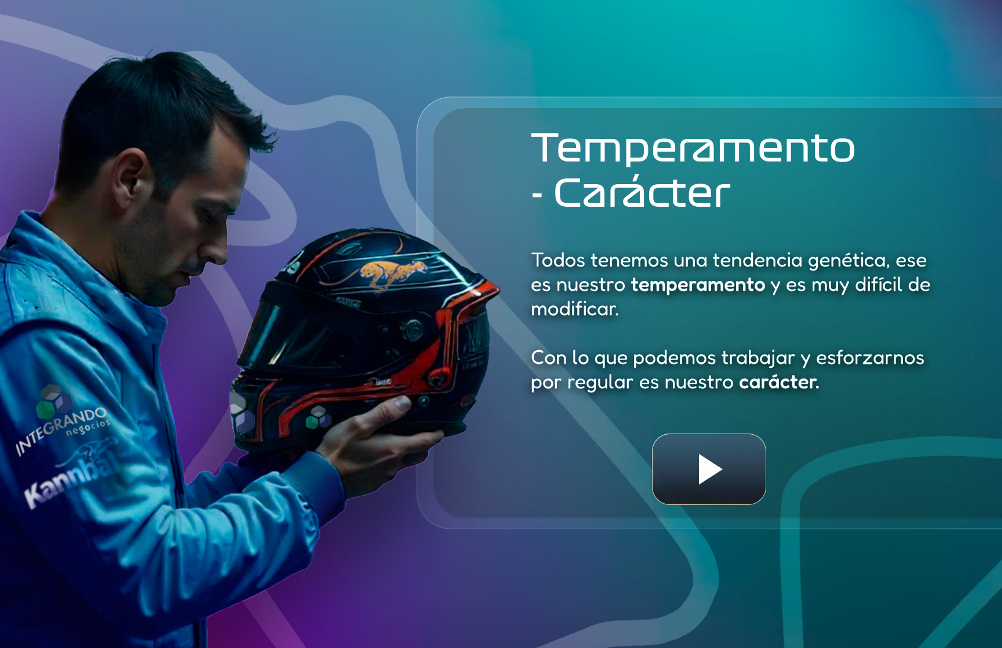 Temperamento
- Carácter
Todos tenemos una tendencia genética, ese
es nuestro temperamento y es muy difícil de
modificar.
Con lo que podemos trabajar y esforzarnos
por regular es nuestro carácter.
INTEGRANDO
negocios